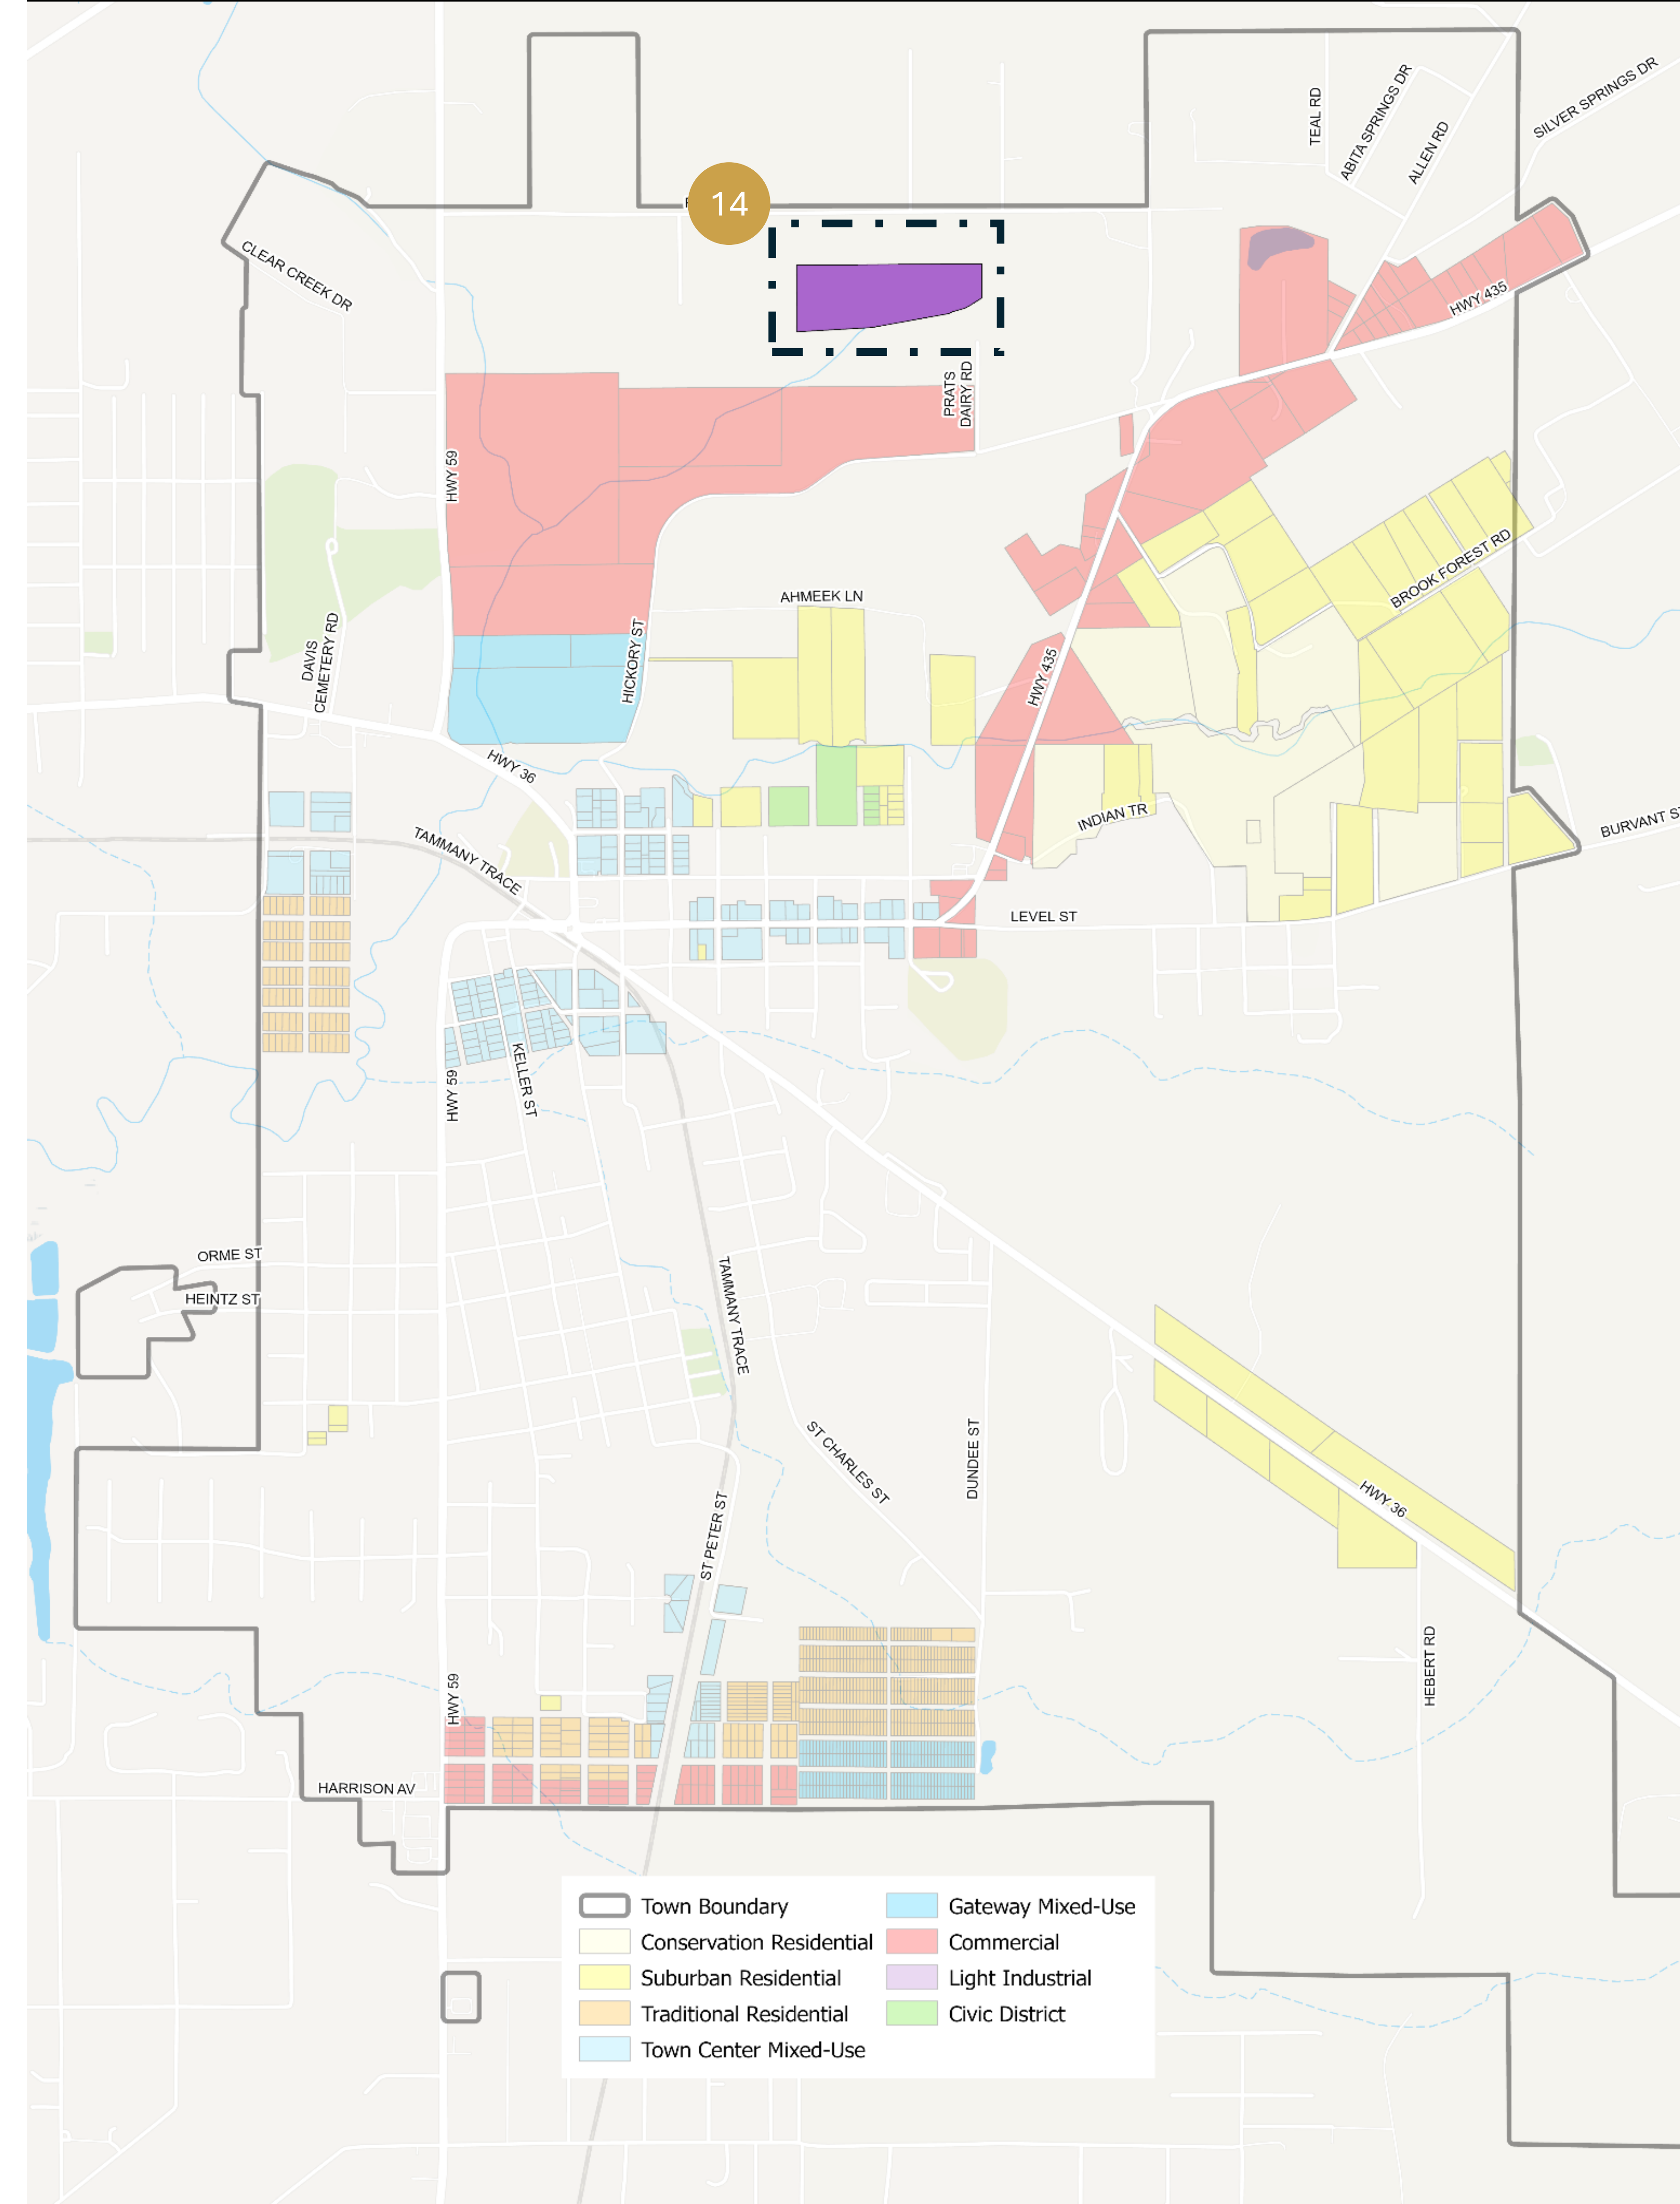 TEAL RD
ABITA SPRINGS DR
ALLEN RD
SILVER SPRINGS DR
14
CLEAR CREEK DR
HWY 435
PRATS
DAIRY RD
HWY 59
BROOK FOREST RD
AHMEEK LN
DAVIS
CEMETERY RD
HICKORY ST
HWY 435
HWY 36
INDIAN TR
BURVANT S
TAMMANY TRACE
LEVEL ST
KELLER ST
HWY 59
ORME ST
HEINTZ ST
TAMMANY TRACE
ST CHARLES ST
DUNDEE ST
HWY 36
ST PETER ST
HEBERT RD
HWY 59
HARRISON AV
Town Boundary
Conservation Residential
Suburban Residential
Traditional Residential
Town Center Mixed-Use
Gateway Mixed-Use
Commercial
Light Industrial
Civic District